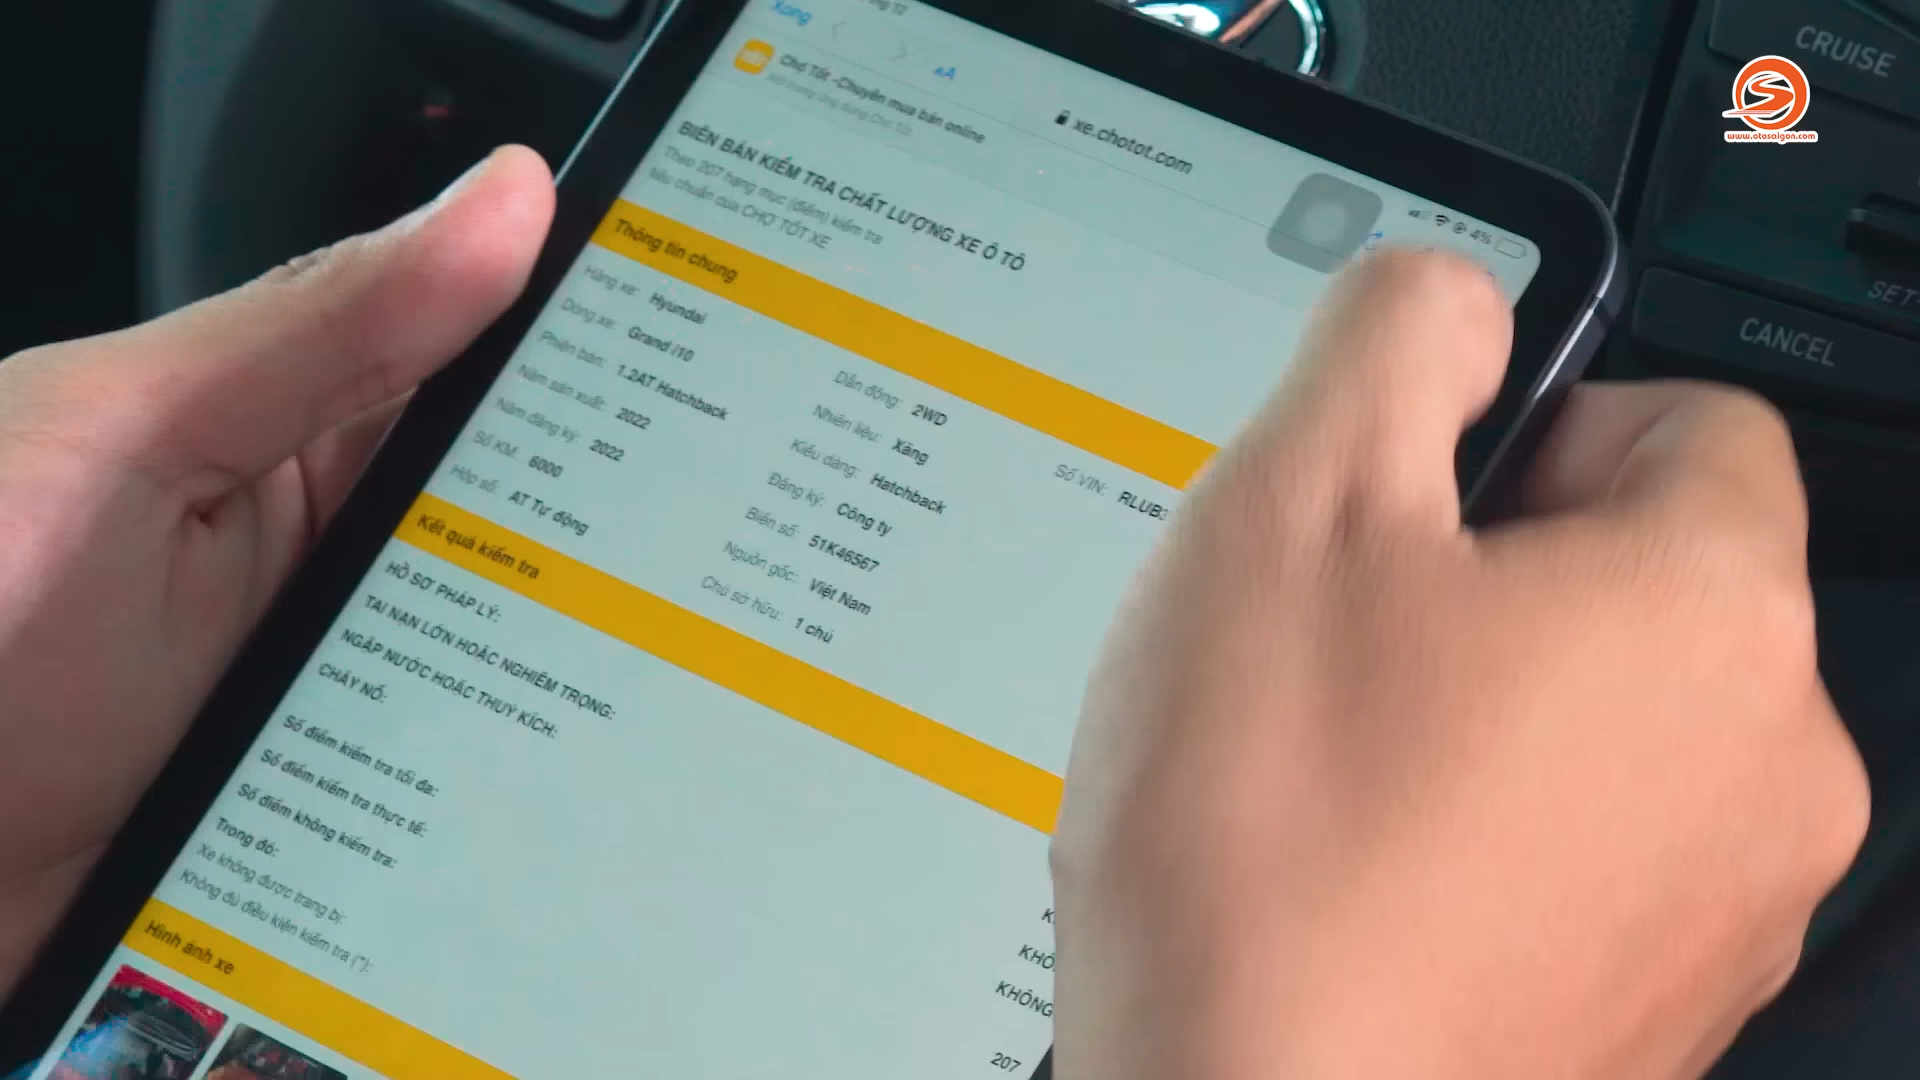 CRUISE
www.otosaigon.com
SET-
CANCEL
Xong
AA
xe.chotot.com
4%
Chợ Tốt -Chuyên mua bán online
BIÊN BẢN KIỂM TRA CHẤT LƯỢNG XE Ô TÔ
Theo 207 hạng mục (điểm) kiểm tra
tiêu chuẩn của CHỢ TỐT XE
Thông tin chung
Hãng xe: Hyundai
Dòng xe: Grand i10
Phiên bản: 1.2AT Hatchback
Năm sản xuất: 2022
Năm đăng ký: 2022
Số KM: 6000
Hộp số: AT Tự động
Dẫn động: 2WD
Nhiên liệu: Xăng
Kiểu dáng: Hatchback
Đăng ký: Công ty
Biển số: 51K46567
Nguồn gốc: Việt Nam
Chủ sở hữu: 1 chủ
Số VIN: RLUB3
Kết quả kiểm tra
HỒ SƠ PHÁP LÝ:
TAI NẠN LỚN HOẶC NGHIÊM TRỌNG:
NGẬP NƯỚC HOẶC THUỶ KÍCH:
CHÁY NỔ:
Số điểm kiểm tra tối đa:
Số điểm kiểm tra thực tế:
Số điểm không kiểm tra:
Trong đó:
Xe không được trang bị:
Không đủ điều kiện kiểm tra (*):
KHÔ
KHÔNG
207
Hình ảnh xe